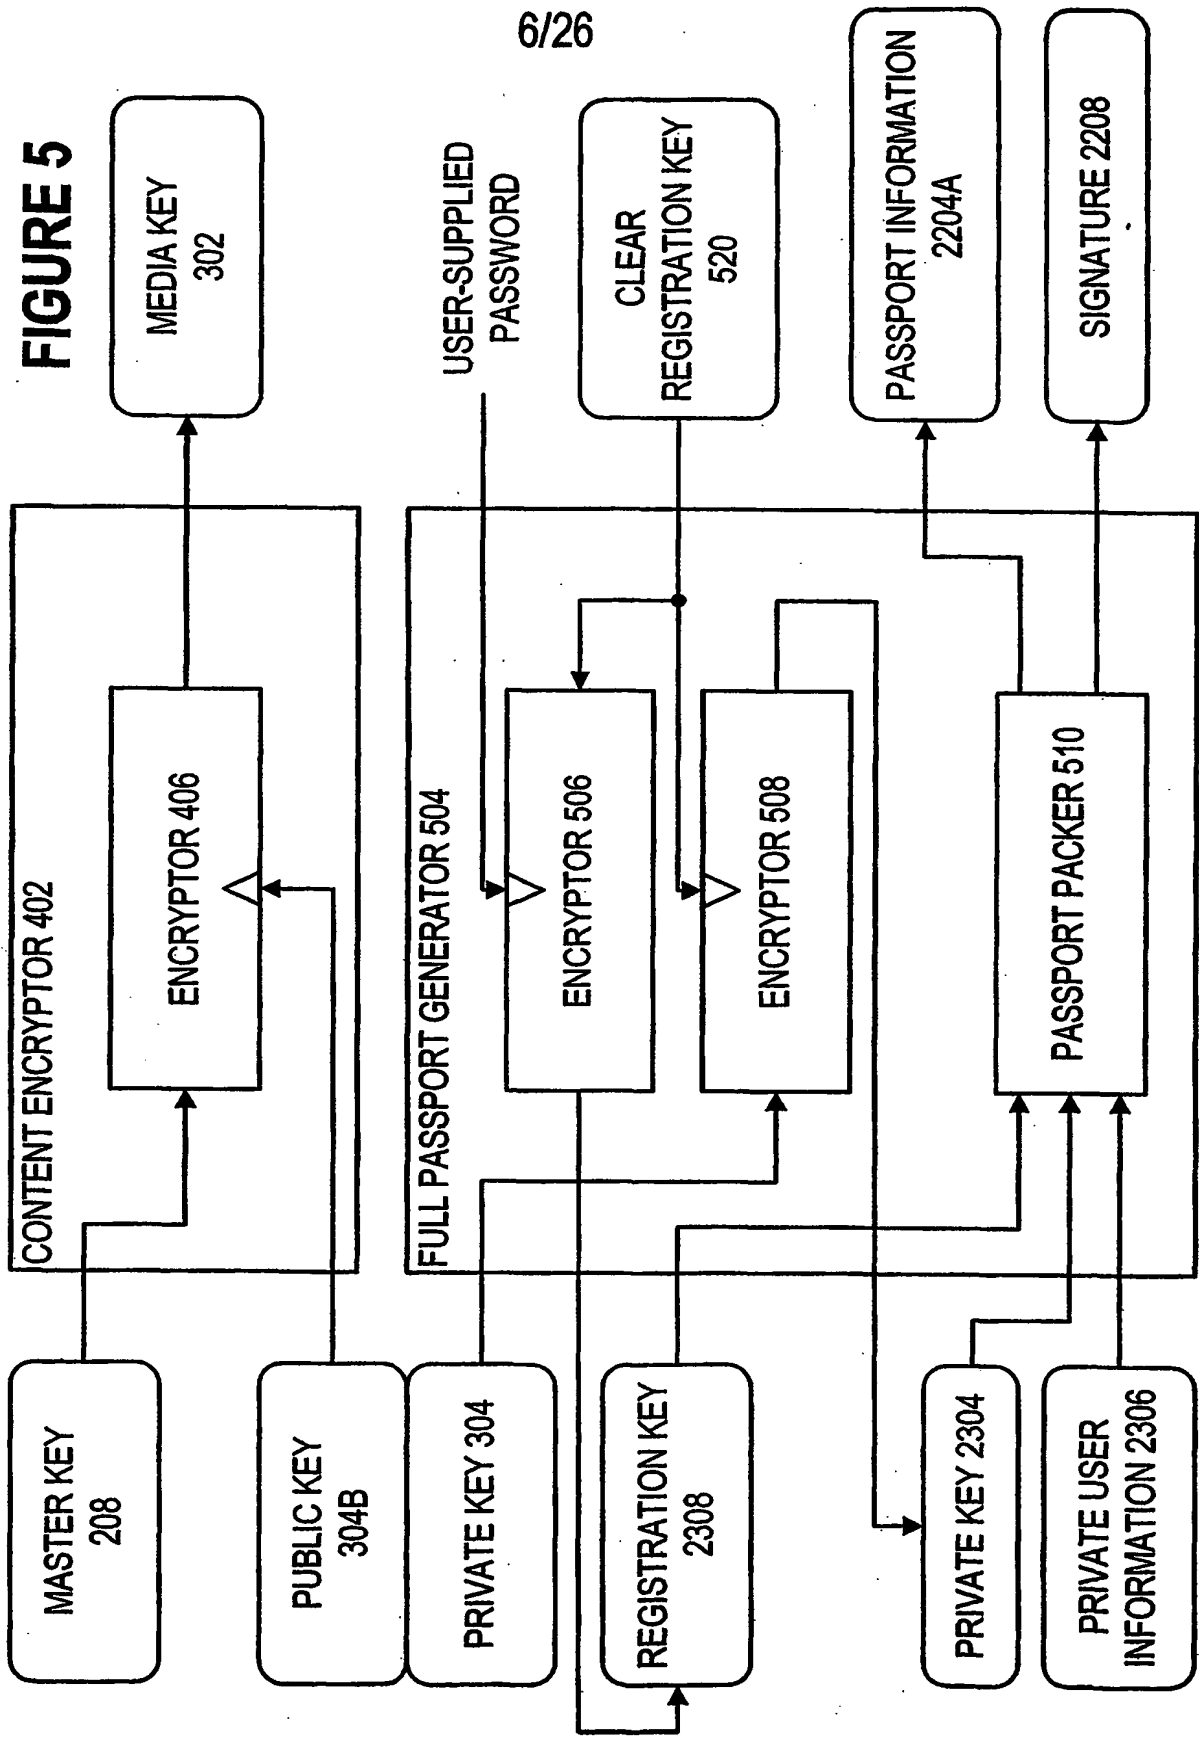 6/26
FIGURE 5
CONTENT ENCRYPTOR 402
MASTER KEY
208
ENCRYPTOR 406
MEDIA KEY
302
PUBLIC KEY
304B
FULL PASSPORT GENERATOR 504
USER-SUPPLIED
PASSWORD
PRIVATE KEY 304
ENCRYPTOR 506
CLEAR
REGISTRATION KEY
520
REGISTRATION KEY
2308
ENCRYPTOR 508
PASSPORT INFORMATION
2204A
PRIVATE KEY 2304
PASSPORT PACKER 510
SIGNATURE 2208
PRIVATE USER
INFORMATION 2306